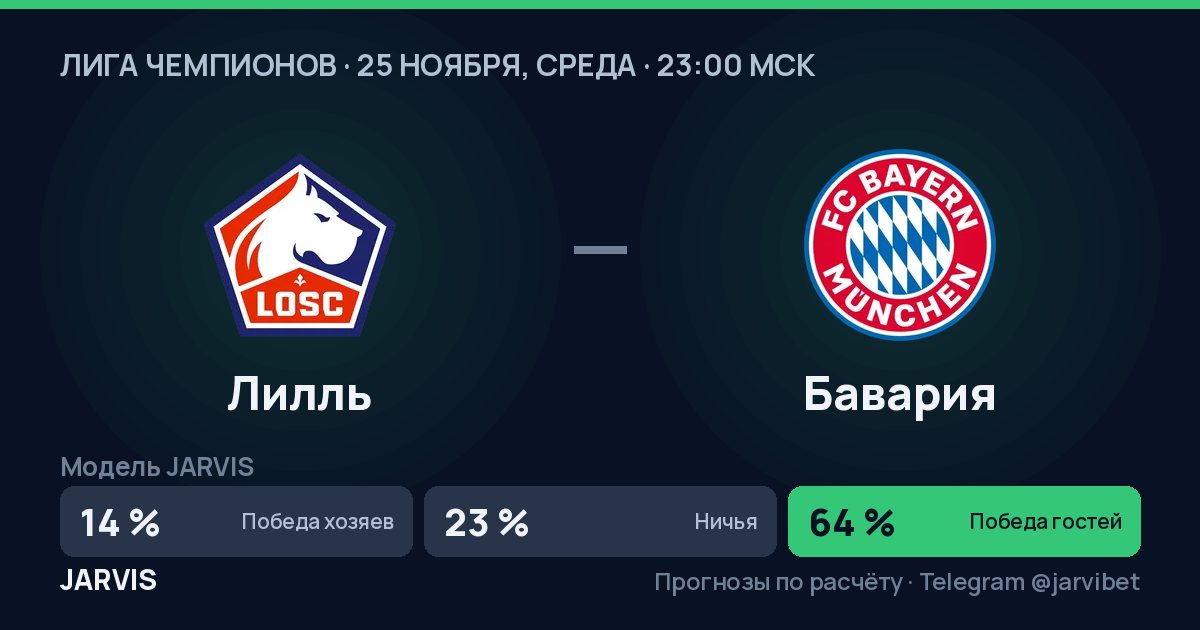 ЛИГА ЧЕМПИОНОВ · 25 НОЯБРЯ, СРЕДА · 23:00 МСК
LOSC
FC BAYERN
MÜNCHEN
—
Лилль
Бавария
Модель JARVIS
14 % Победа хозяев
23 % Ничья
64 % Победа гостей
JARVIS
Прогнозы по расчёту · Telegram @jarvibet